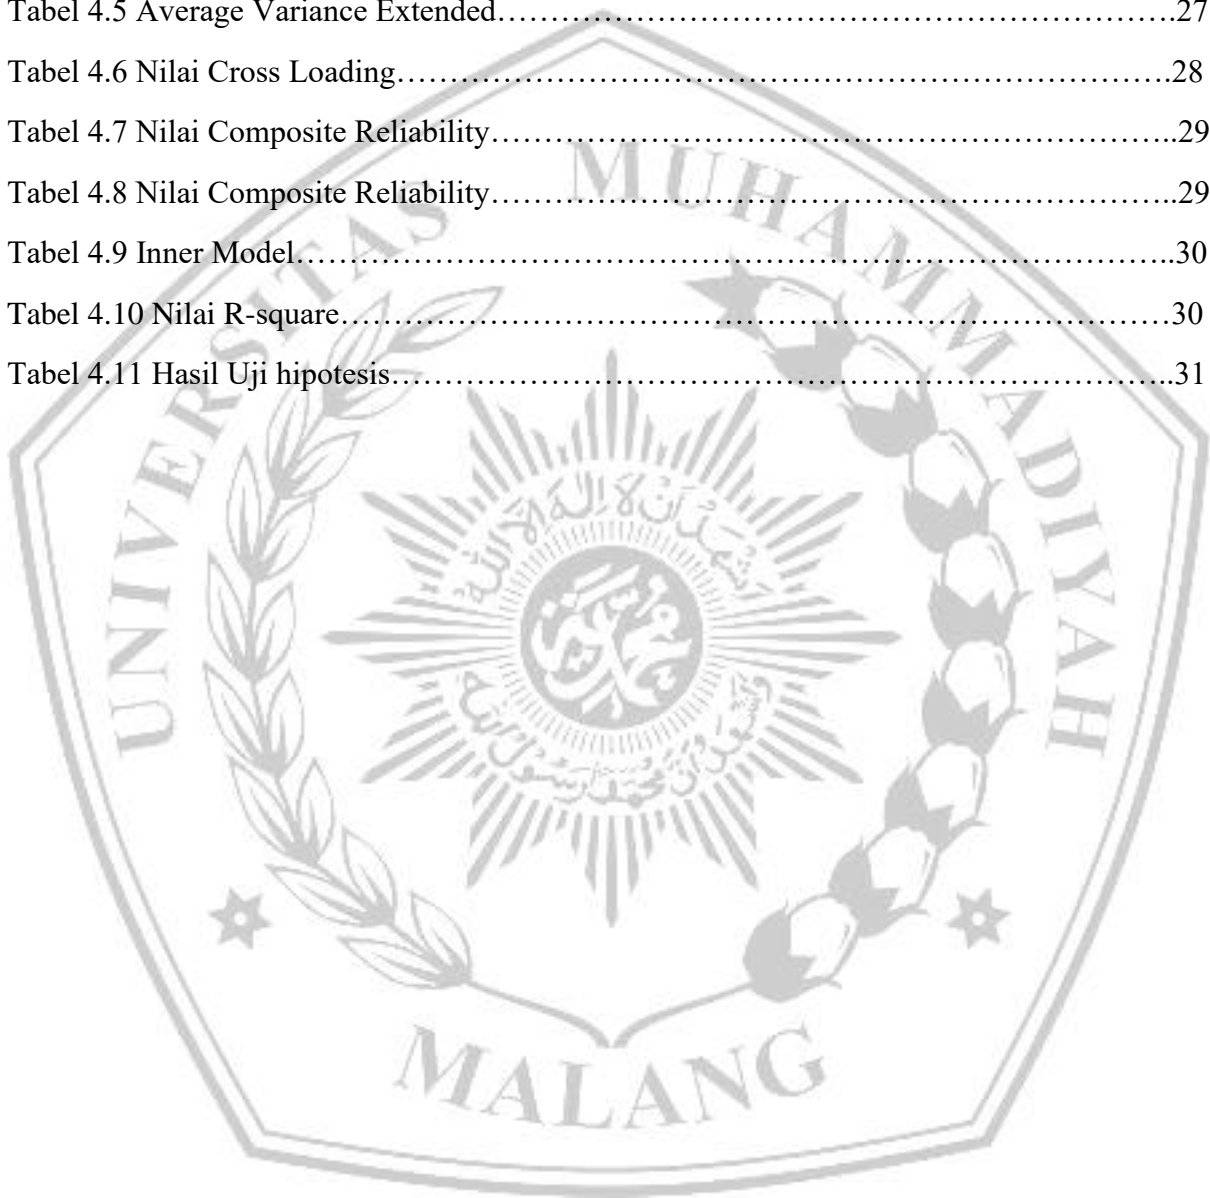 Tabel 4.5 Average Variance Extended……………………………………………………….27
Tabel 4.6 Nilai Cross Loading……………………………………………………………….28
Tabel 4.7 Nilai Composite Reliability………………………………………………………..29
Tabel 4.8 Nilai Composite Reliability………………………………………………………..29
Tabel 4.9 Inner Model………………………………………………………………………..30
Tabel 4.10 Nilai R-square……………………………………………………………………30
Tabel 4.11 Hasil Uji hipotesis………………………………………………………………..31
UNIVERSITAS MUHAMMADIYAH
MALANG